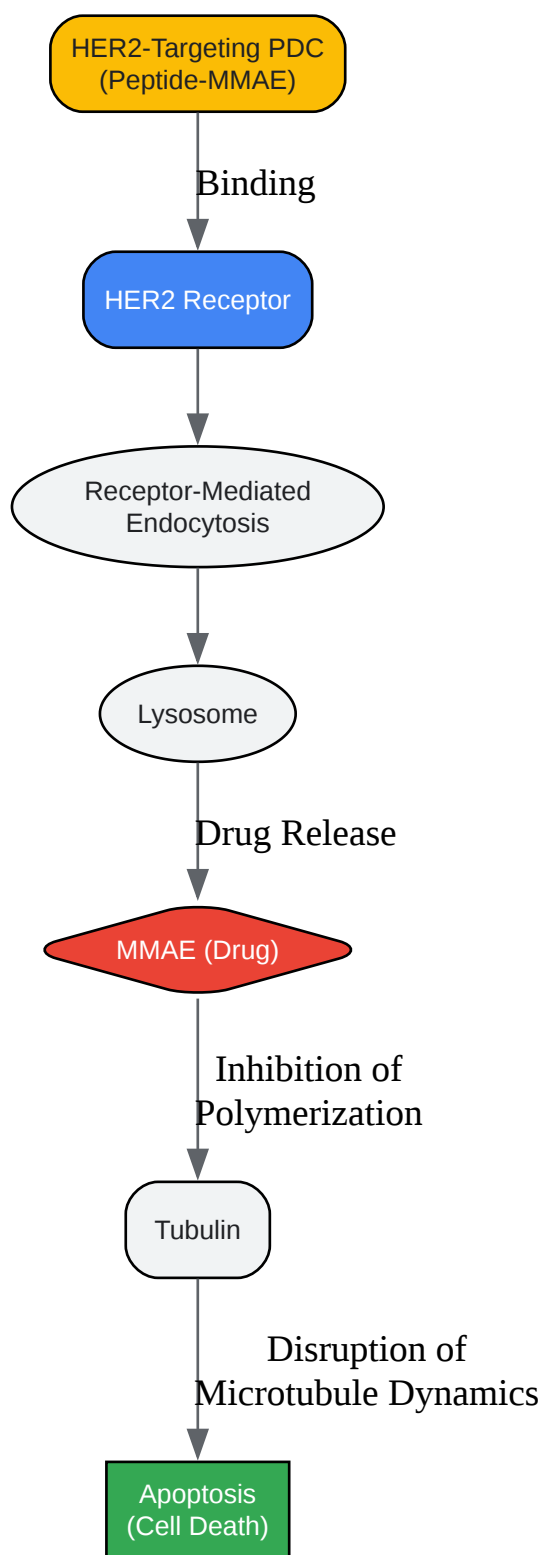 HER2-Targeting PDC
(Peptide-MMAE)
Binding
HER2 Receptor
Receptor-Mediated
Endocytosis
Lysosome
Drug Release
MMAE (Drug)
Inhibition of
Polymerization
Tubulin
Disruption of
Microtubule Dynamics
Apoptosis
(Cell Death)